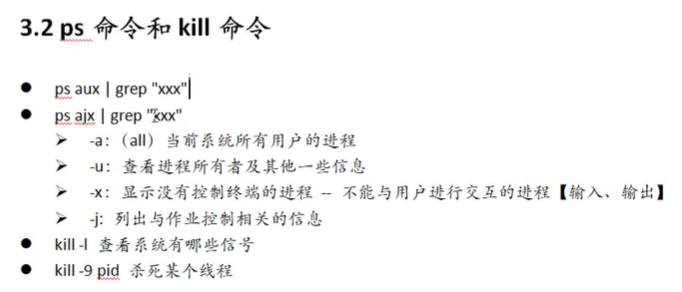 3.2 ps 命令和 kill 命令
● ps aux | grep "xxx"
● ps ajx | grep "xxx"
➢ -a:（all）当前系统所有用户的进程
➢ -u: 查看进程所有者及其他一些信息
➢ -x: 显示没有控制终端的进程 -- 不能与用户进行交互的进程【输入、输出】
➢ -j: 列出与作业控制相关的信息
● kill -l 查看系统有哪些信号
● kill -9 pid 杀死某个线程